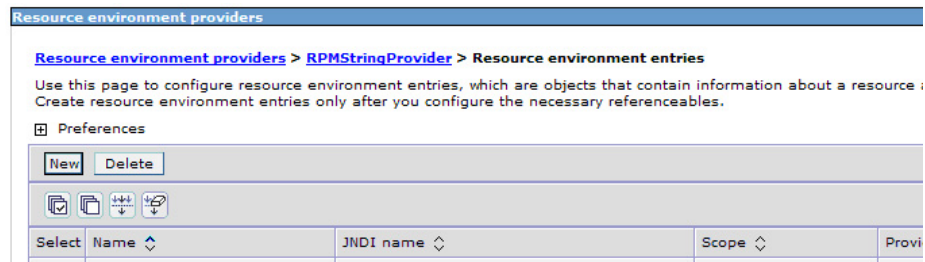 Resource environment providers
Resource environment providers > RPMStringProvider > Resource environment entries
Use this page to configure resource environment entries, which are objects that contain information about a resource
Create resource environment entries only after you configure the necessary referenceables.
Preferences
New Delete
Select Name JNDI name Scope Provi